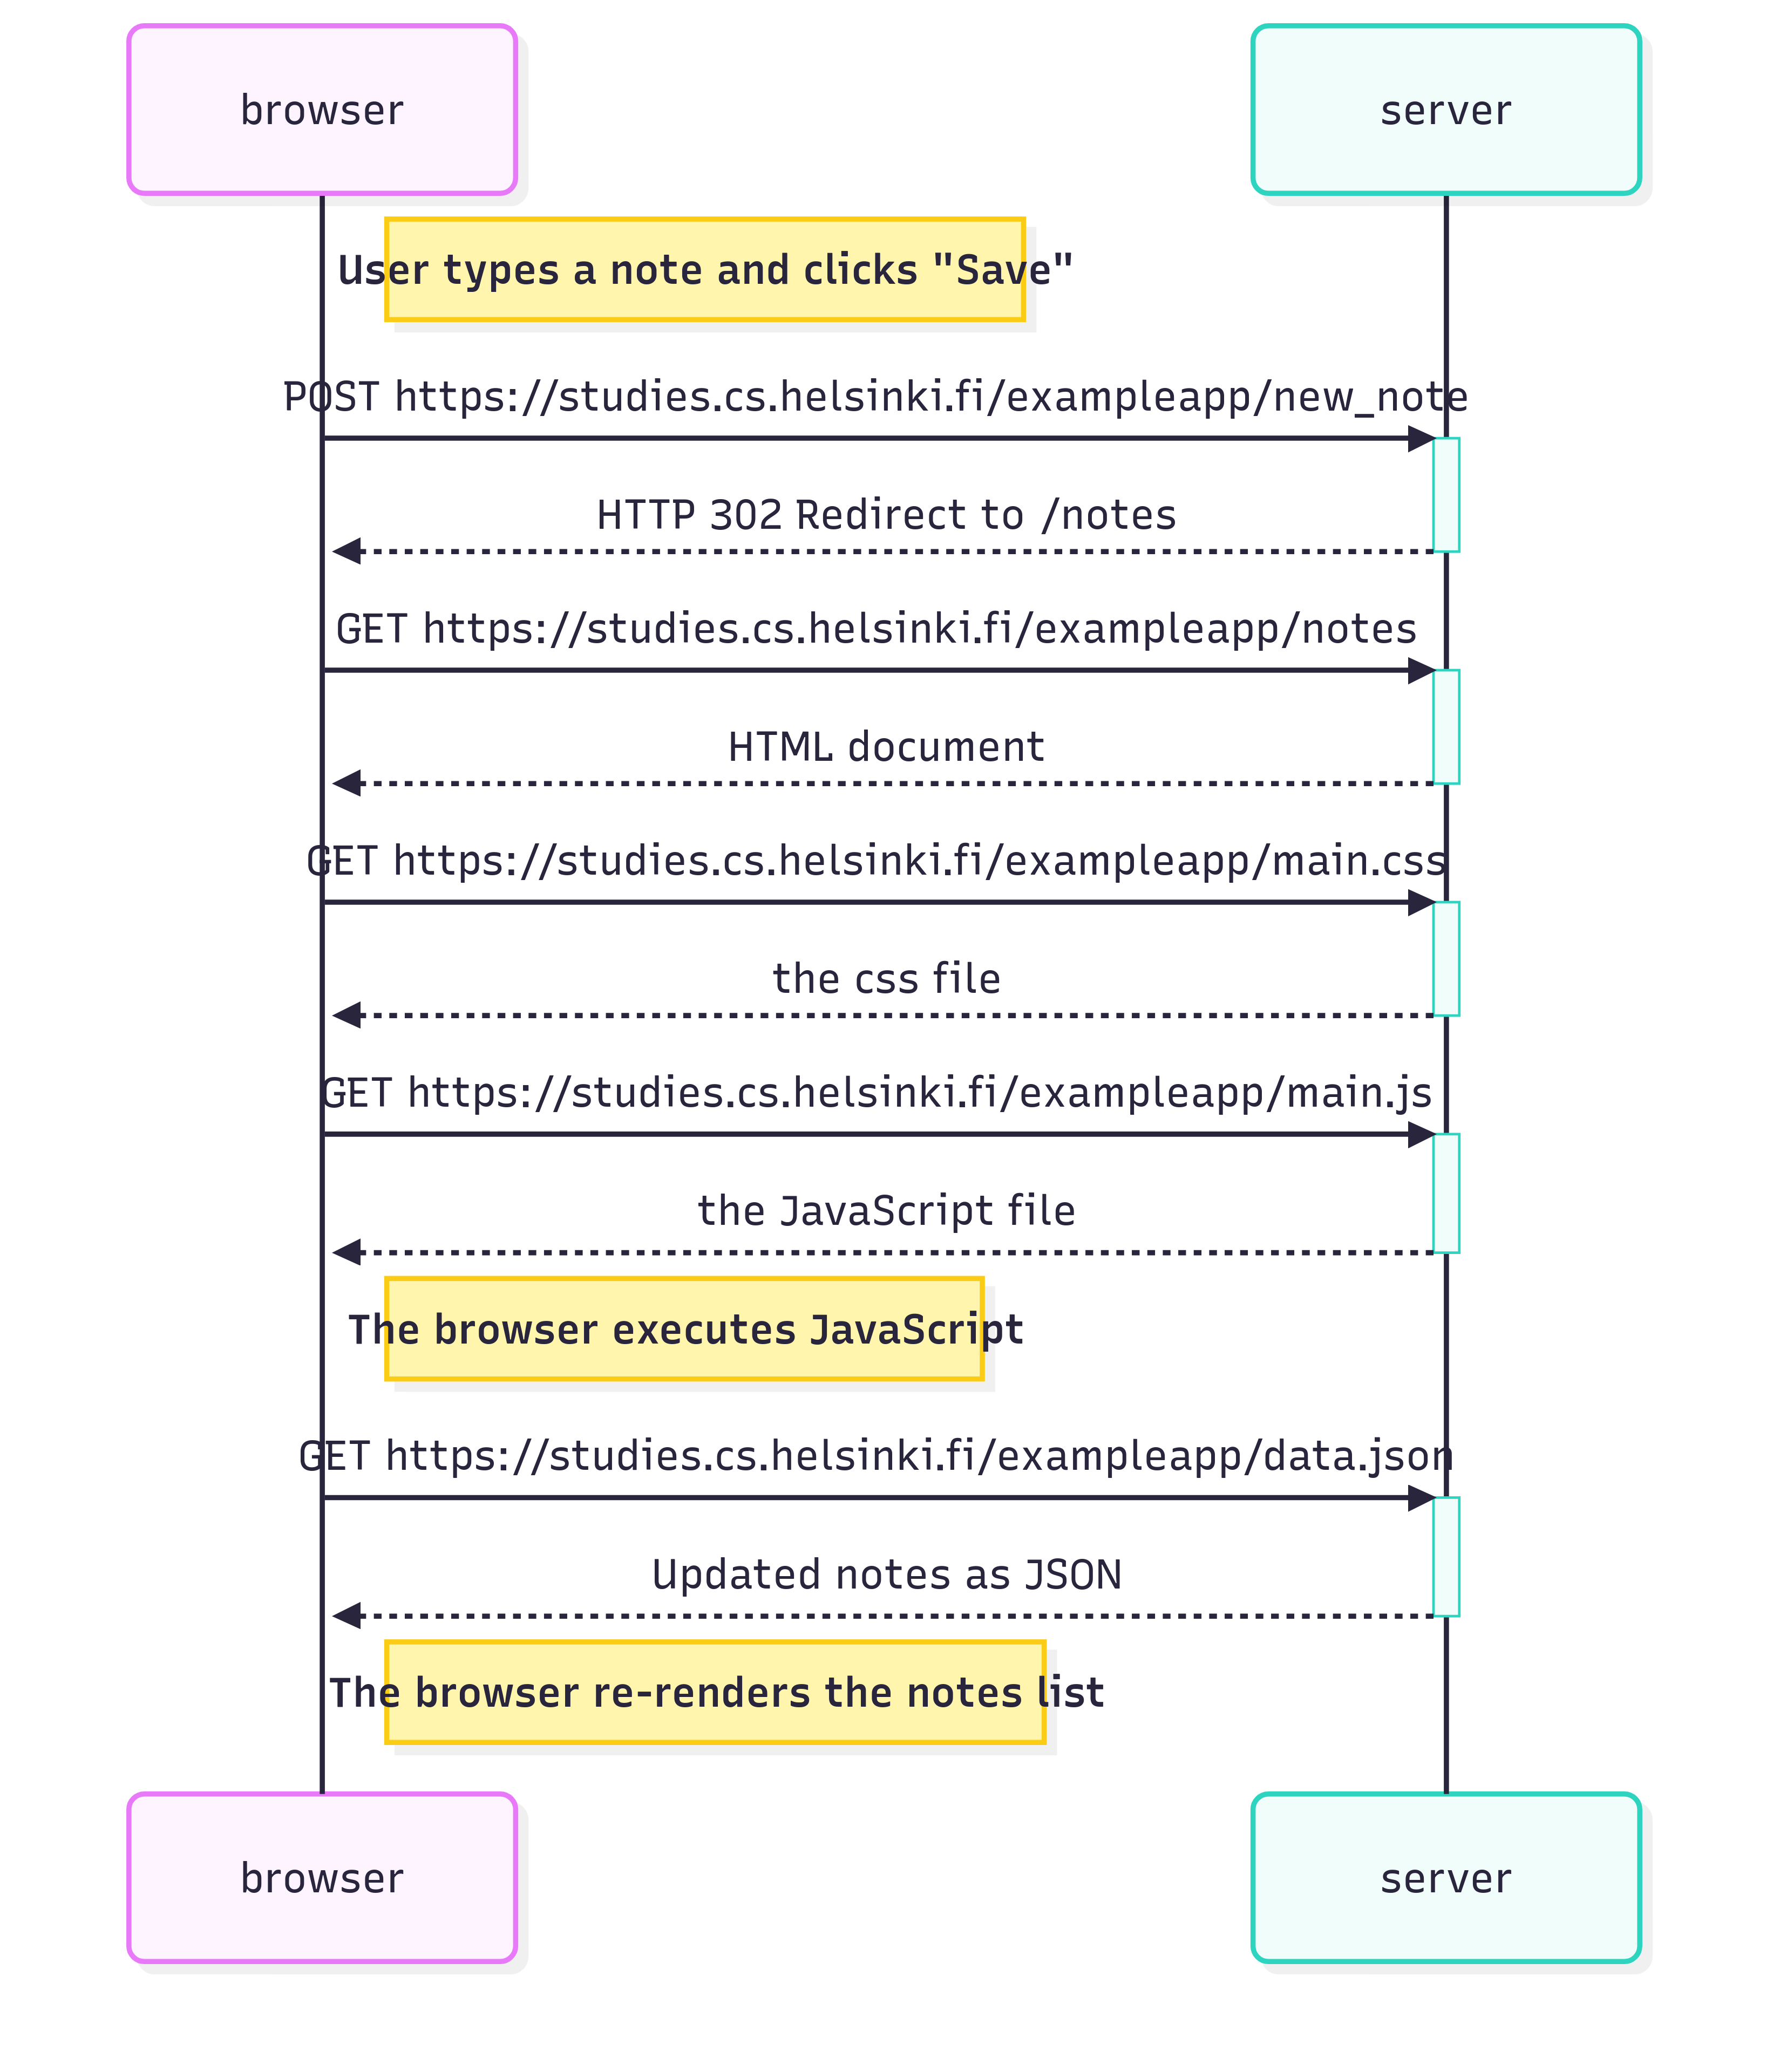 browser
server
User types a note and clicks "Save"
POST https://studies.cs.helsinki.fi/exampleapp/new_note
HTTP 302 Redirect to /notes
GET https://studies.cs.helsinki.fi/exampleapp/notes
HTML document
GET https://studies.cs.helsinki.fi/exampleapp/main.css
the css file
GET https://studies.cs.helsinki.fi/exampleapp/main.js
the JavaScript file
The browser executes JavaScript
GET https://studies.cs.helsinki.fi/exampleapp/data.json
Updated notes as JSON
The browser re-renders the notes list
browser
server